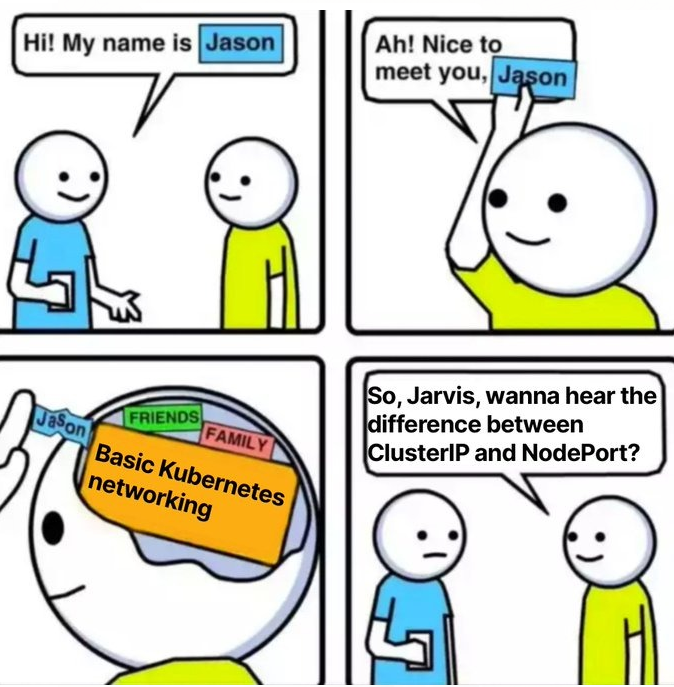 Hi! My name is Jason
Ah! Nice to
meet you, Jason
Jason
FRIENDS
FAMILY
Basic Kubernetes
networking
So, Jarvis, wanna hear the
difference between
ClusterIP and NodePort?